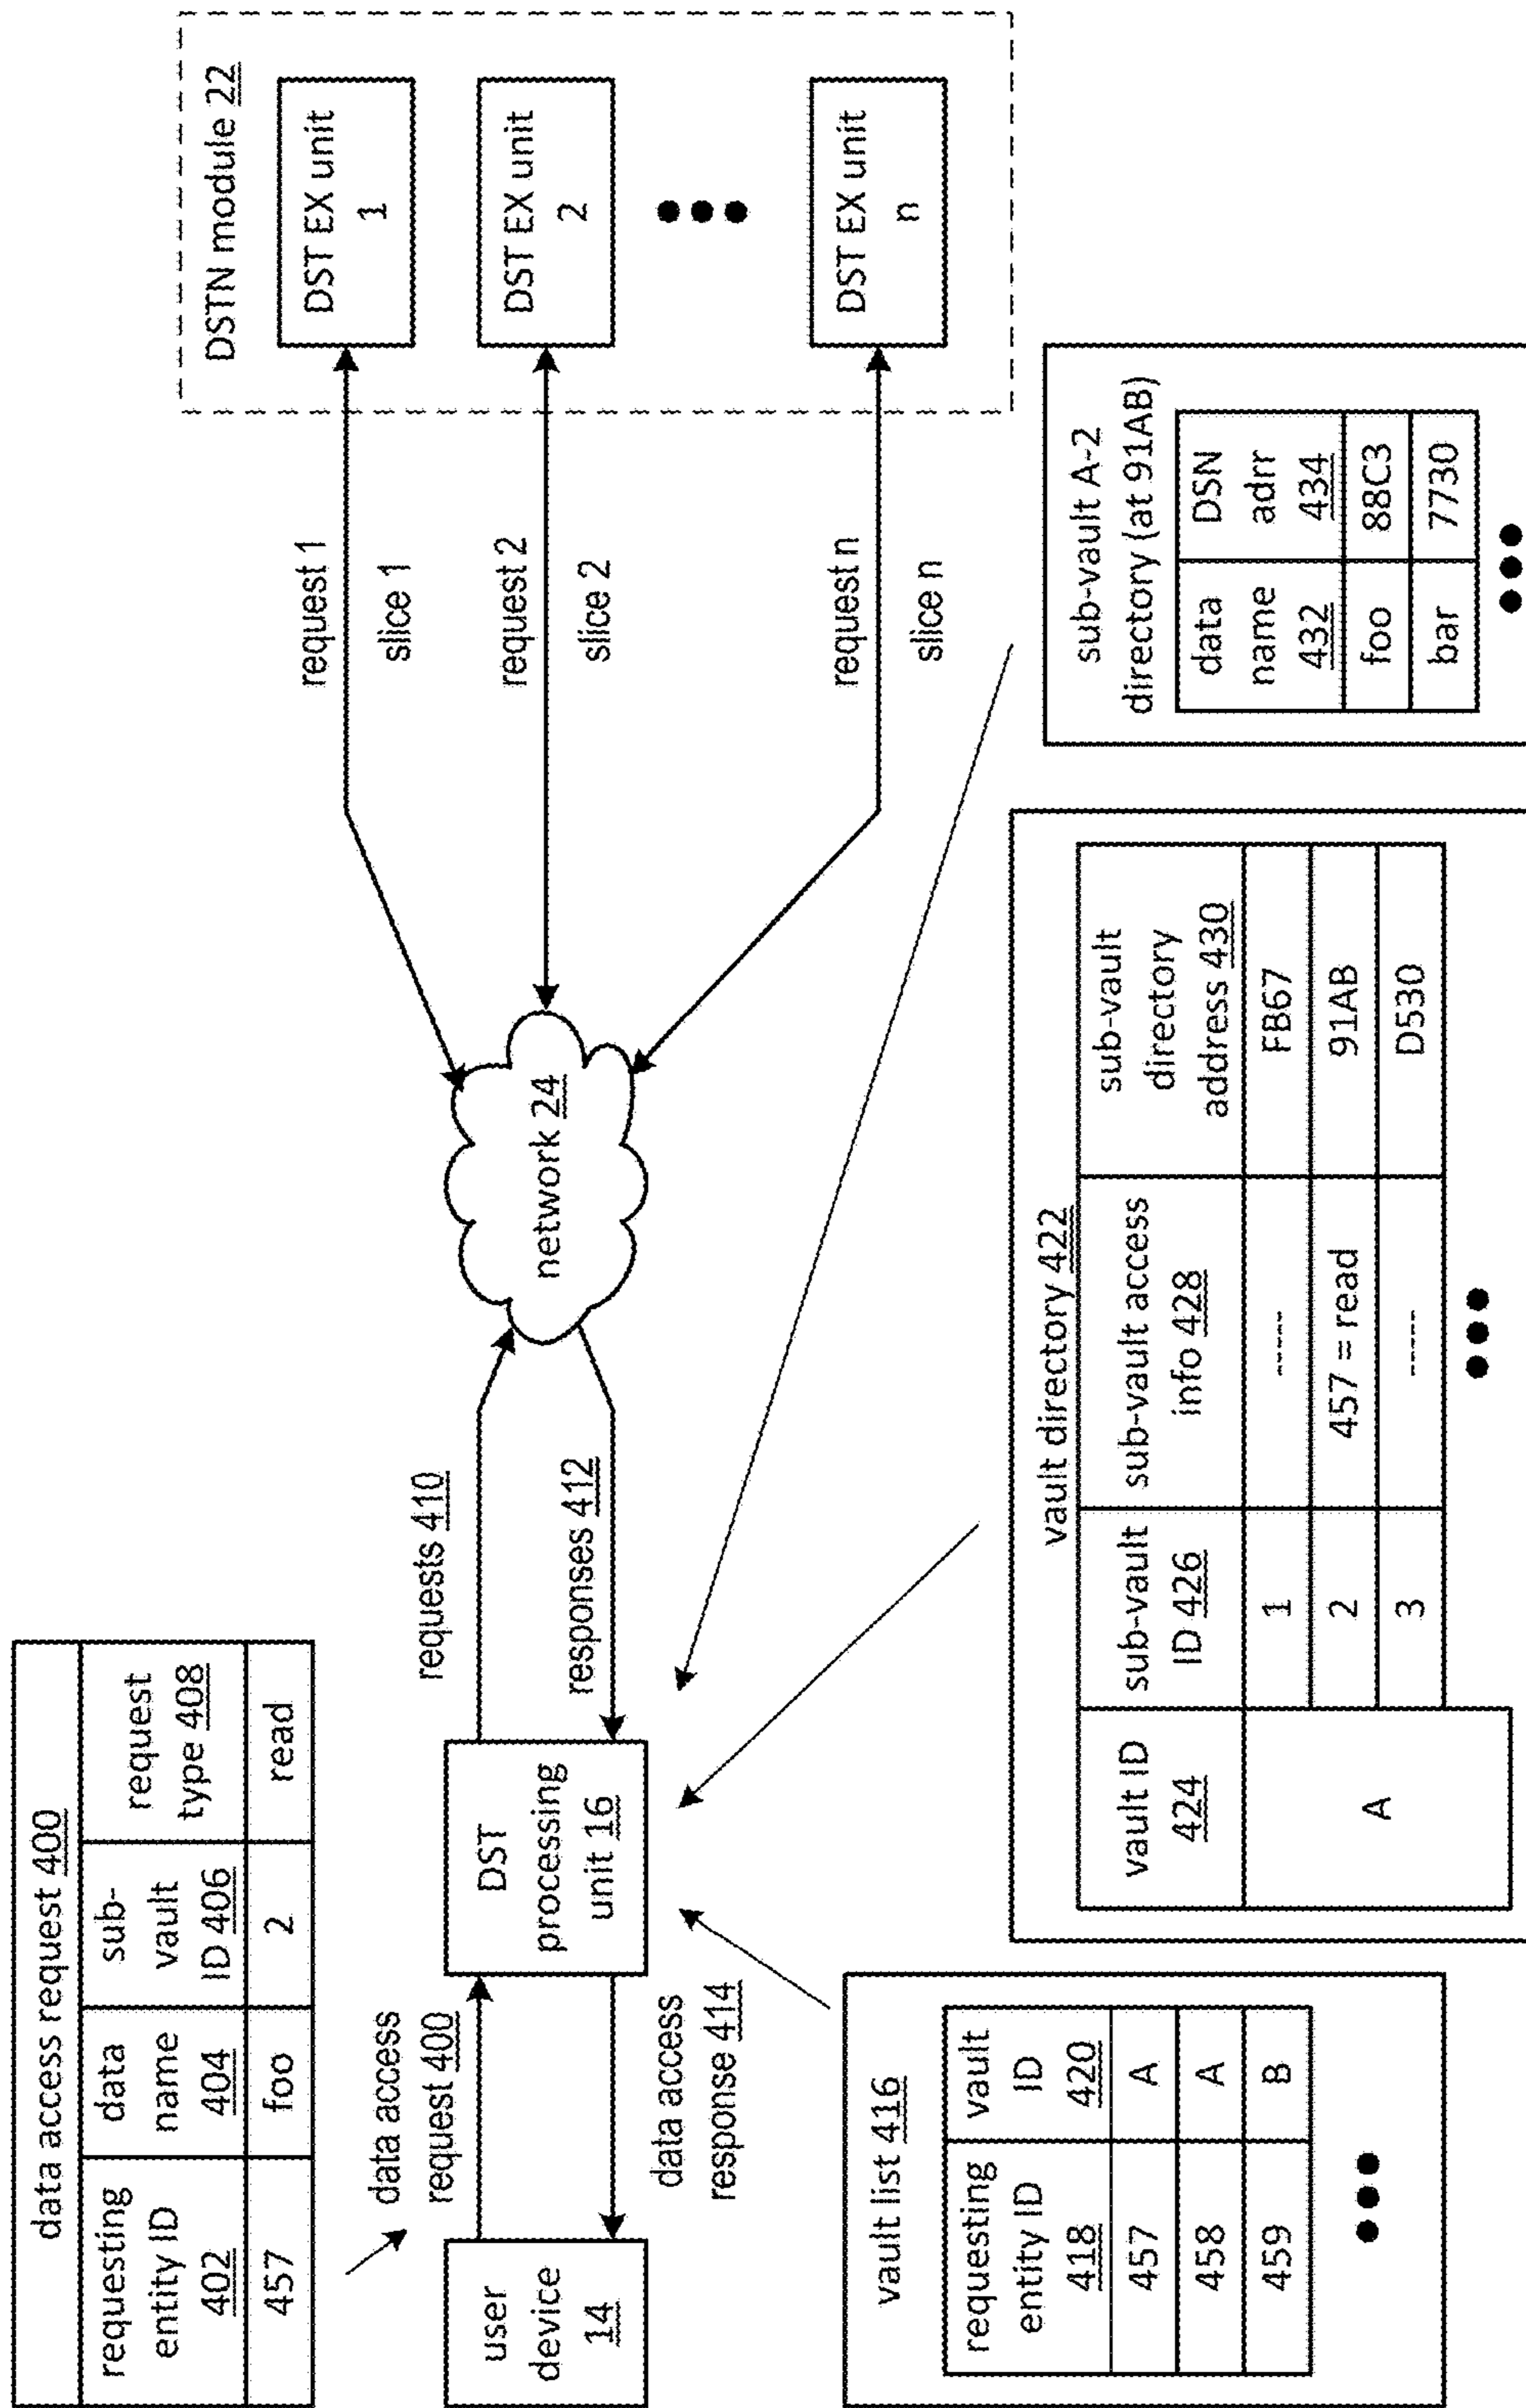 data access request 400
requesting
entity ID
402
data
name
404
sub-
vault
ID 406
request
type 408
457
foo
2
read
data access
request 400
user
device
14
data access
response 414
DST
processing
unit 16
requests 410
responses 412
network 24
request 1
slice 1
request 2
slice 2
request n
slice n
DSTN module 22
DST EX unit
1
DST EX unit
2
DST EX unit
n
vault list 416
requesting
entity ID
418
vault
ID
420
457
A
458
A
459
B
vault directory 422
vault ID
424
sub-vault
ID 426
sub-vault access
info 428
sub-vault
directory
address 430
A
1
-----
FB67
2
457 = read
91AB
3
-----
D530
sub-vault A-2
directory (at 91AB)
data
name
432
DSN
adrr
434
foo
88C3
bar
7730